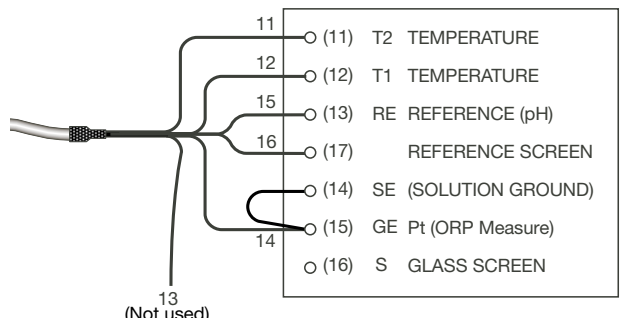 11 (11) T2 TEMPERATURE
12 (12) T1 TEMPERATURE
15 (13) RE REFERENCE (pH)
16 (17) REFERENCE SCREEN
(14) SE (SOLUTION GROUND)
14 (15) GE Pt (ORP Measure)
(16) S GLASS SCREEN
13
(Not used)